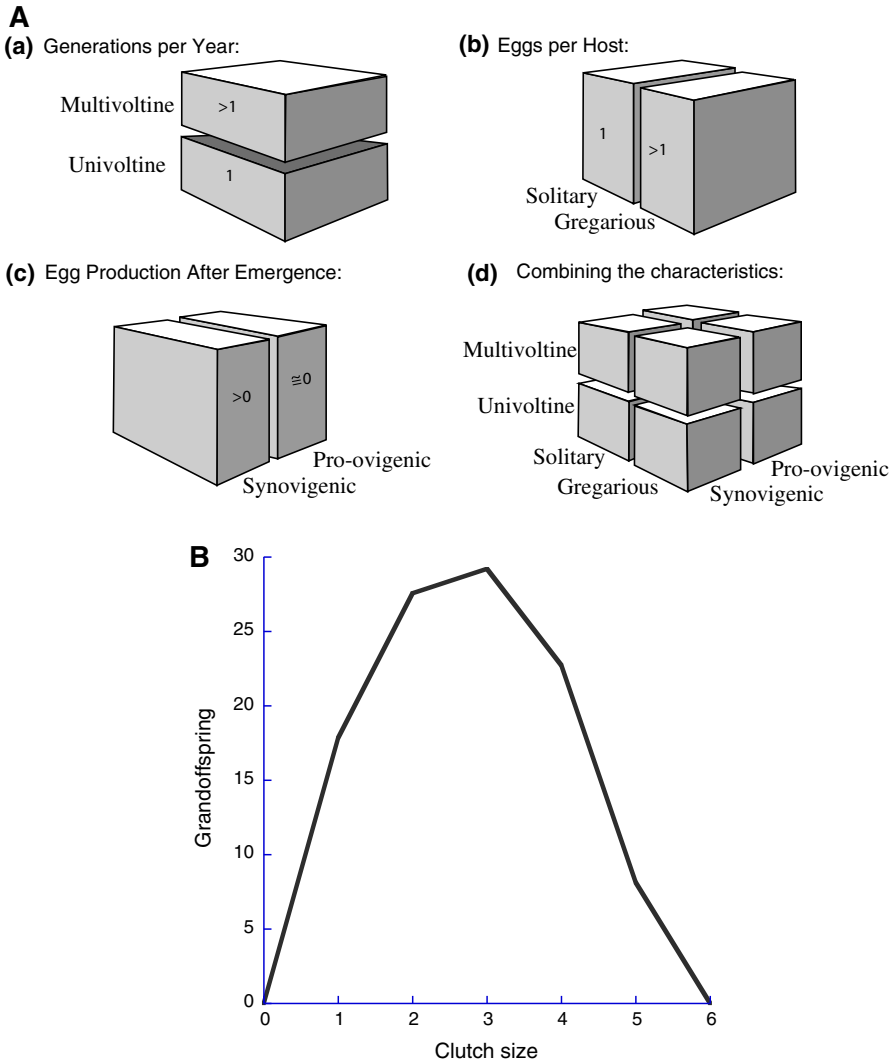 A
(a) Generations per Year:
Multivoltine
>1
Univoltine
1
(b) Eggs per Host:
1
>1
Solitary
Gregarious
(c) Egg Production After Emergence:
>0
≅0
Pro-ovigenic
Synovigenic
(d) Combining the characteristics:
Multivoltine
Univoltine
Solitary
Gregarious
Pro-ovigenic
Synovigenic
B
30
25
20
15
10
5
0
Grandoffspring
0 1 2 3 4 5 6
Clutch size